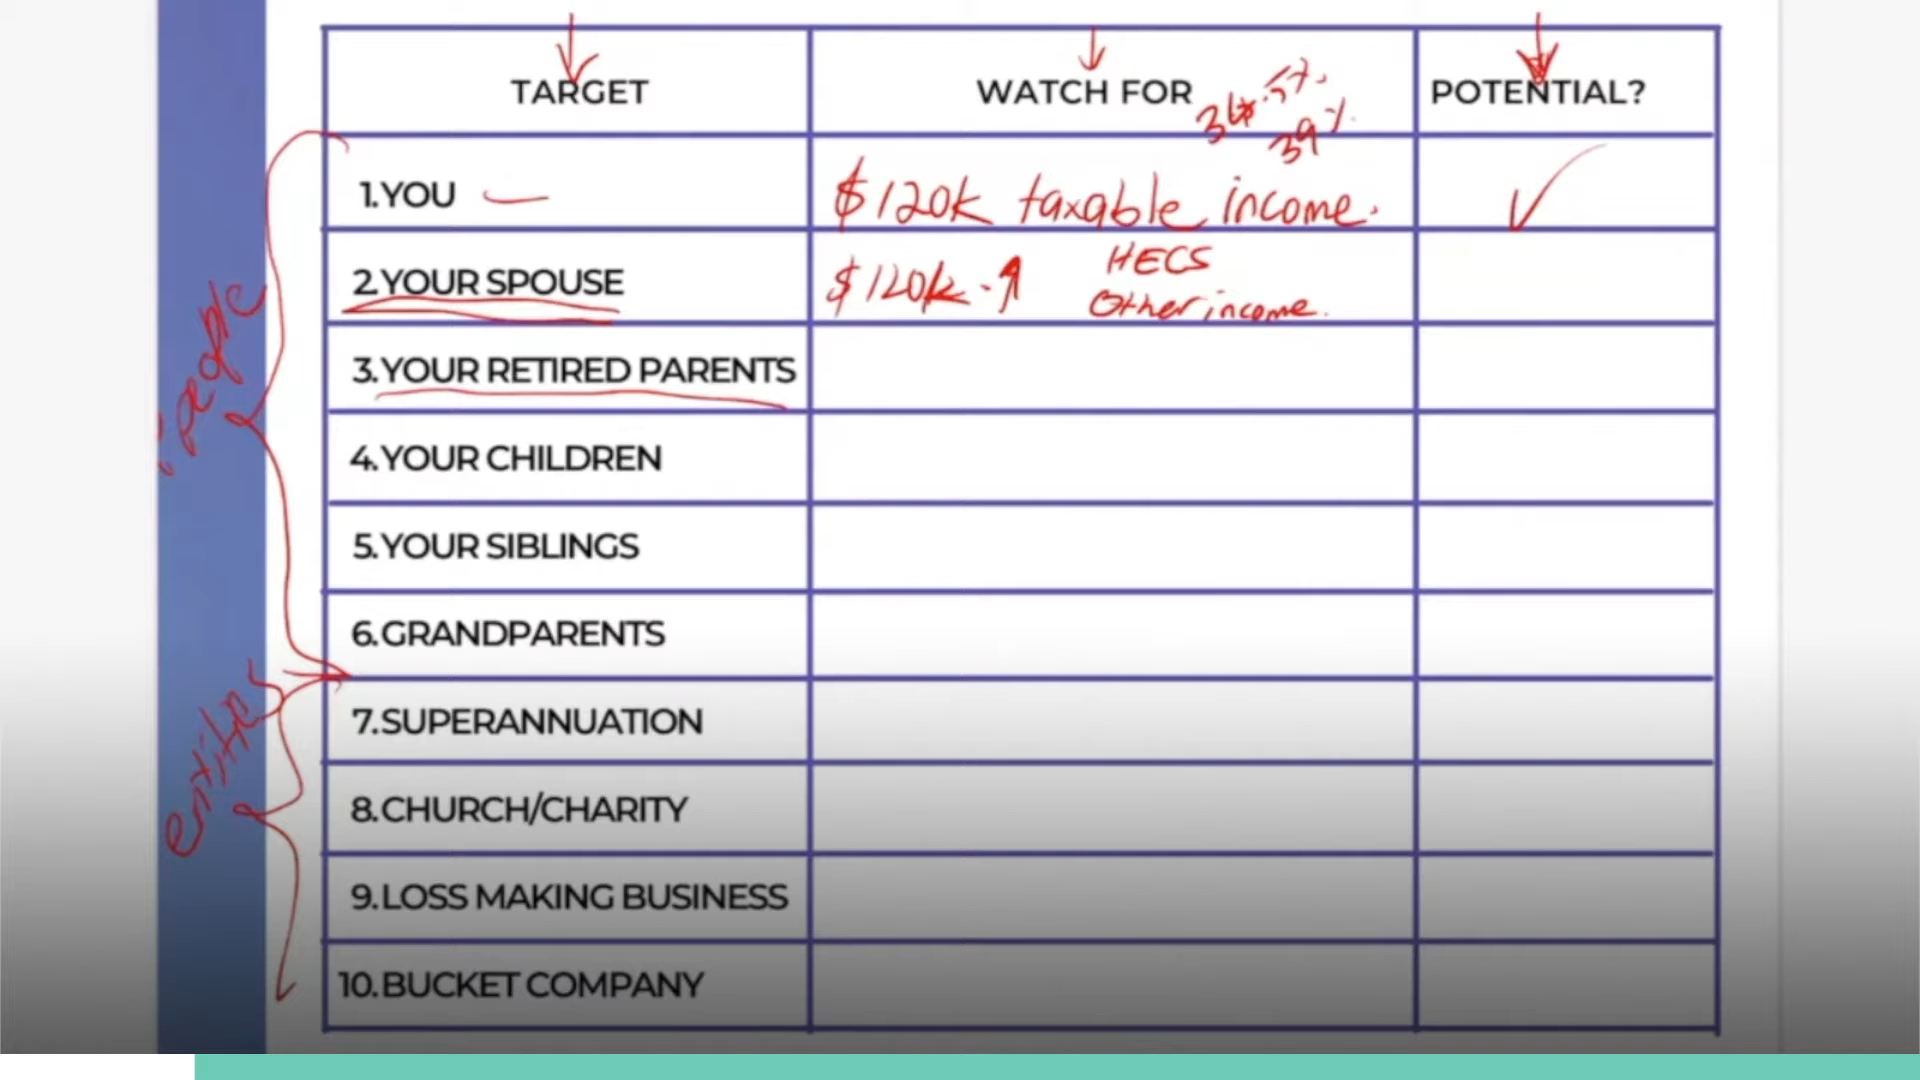 TARGET WATCH FOR POTENTIAL?
39%
1.YOU $120k taxable income.
2.YOUR SPOUSE $120k. HECS
Other income.
3.YOUR RETIRED PARENTS
people
4.YOUR CHILDREN
5.YOUR SIBLINGS
6.GRANDPARENTS
7.SUPERANNUATION
entities
8.CHURCH/CHARITY
9.LOSS MAKING BUSINESS
10.BUCKET COMPANY